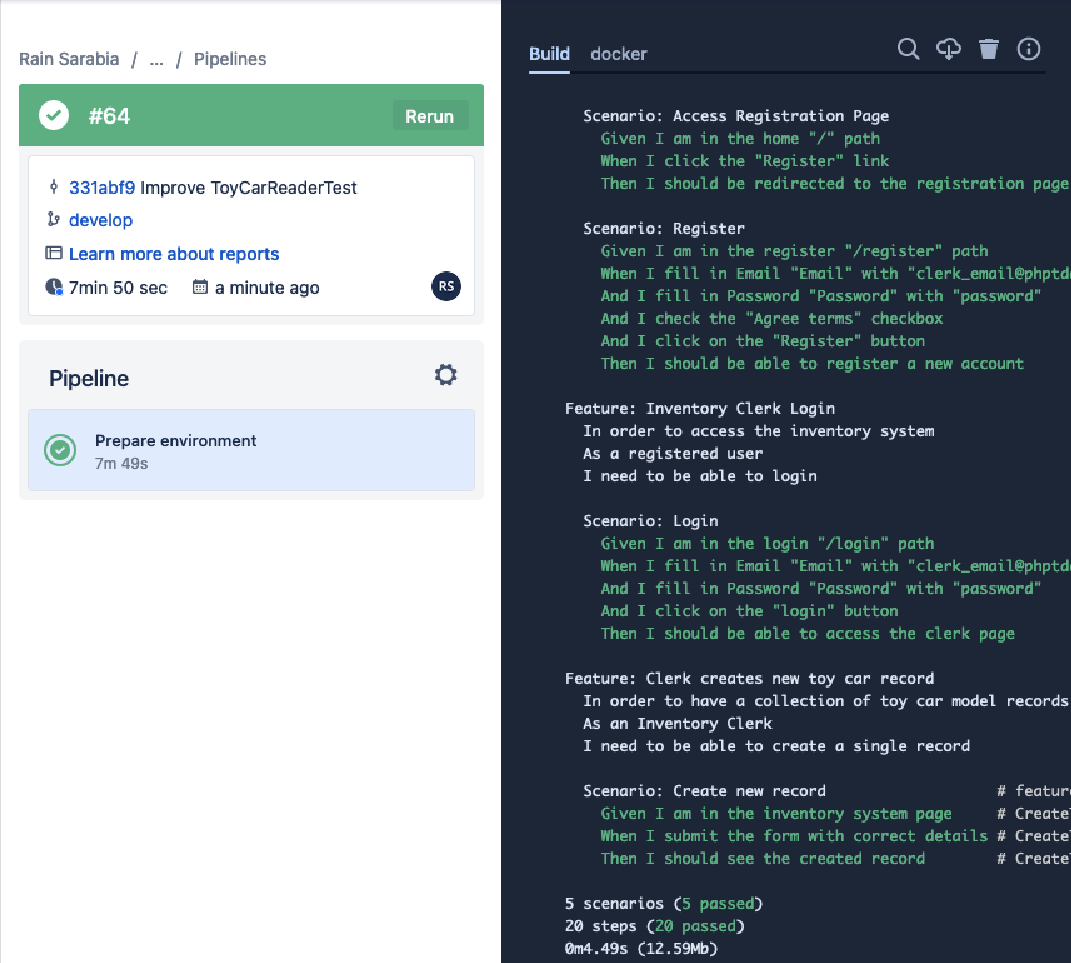 Rain Sarabia / ... / Pipelines
#64
Rerun
331abf9 Improve ToyCarReaderTest
develop
Learn more about reports
7min 50 sec a minute ago RS
Pipeline
Prepare environment
7m 49s
Build docker
Scenario: Access Registration Page
Given I am in the home "/" path
When I click the "Register" link
Then I should be redirected to the registration page
Scenario: Register
Given I am in the register "/register" path
When I fill in Email "Email" with "clerk_email@phptd
And I fill in Password "Password" with "password"
And I check the "Agree terms" checkbox
And I click on the "Register" button
Then I should be able to register a new account
Feature: Inventory Clerk Login
In order to access the inventory system
As a registered user
I need to be able to login
Scenario: Login
Given I am in the login "/login" path
When I fill in Email "Email" with "clerk_email@phptd
And I fill in Password "Password" with "password"
And I click on the "login" button
Then I should be able to access the clerk page
Feature: Clerk creates new toy car record
In order to have a collection of toy car model records
As an Inventory Clerk
I need to be able to create a single record
Scenario: Create new record # featur
Given I am in the inventory system page # Create
When I submit the form with correct details # Create
Then I should see the created record # Create
5 scenarios (5 passed)
20 steps (20 passed)
0m4.49s (12.59Mb)